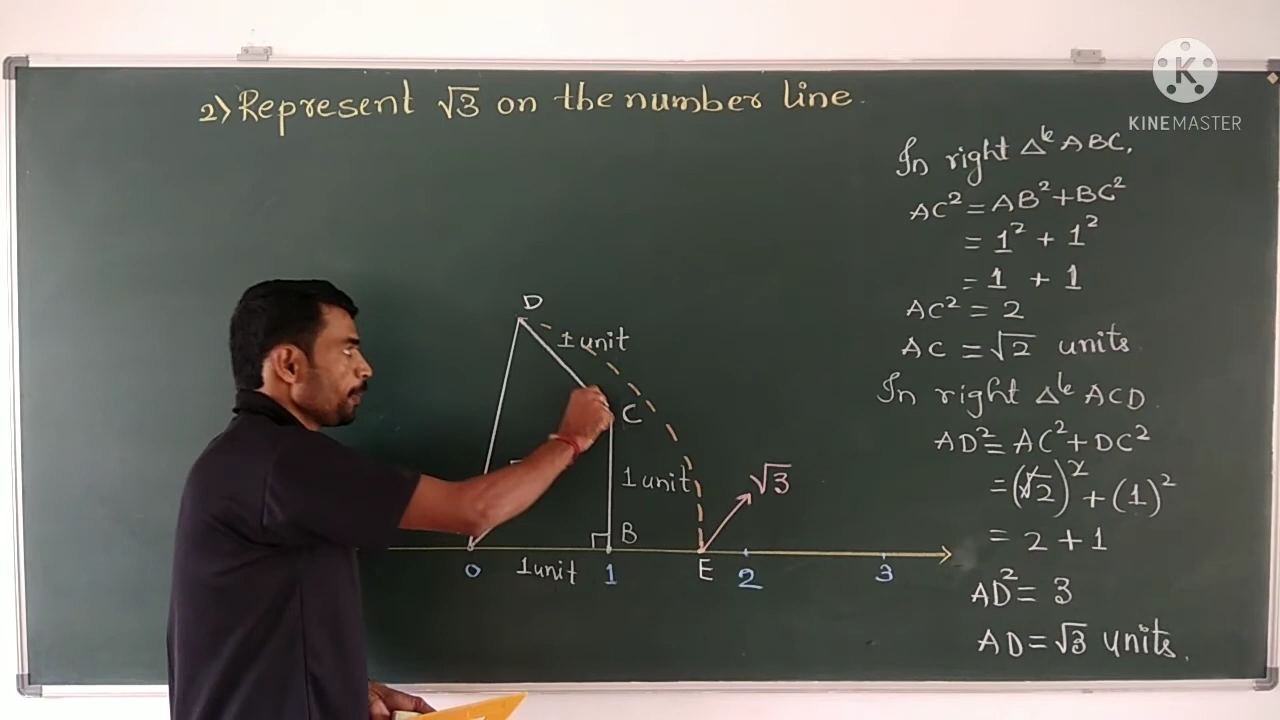 2) Represent √3 on the number line.
KINEMASTER
In right Δle ABC,
AC² = AB² + BC²
= 1² + 1²
= 1 + 1
AC² = 2
AC = √2 units
In right Δle ACD
AD² = AC² + DC²
= (√2)² + (1)²
= 2 + 1
AD² = 3
AD = √3 units.
D
1 unit
C
1 unit
√3
B
0 1 unit 1 E 2 3